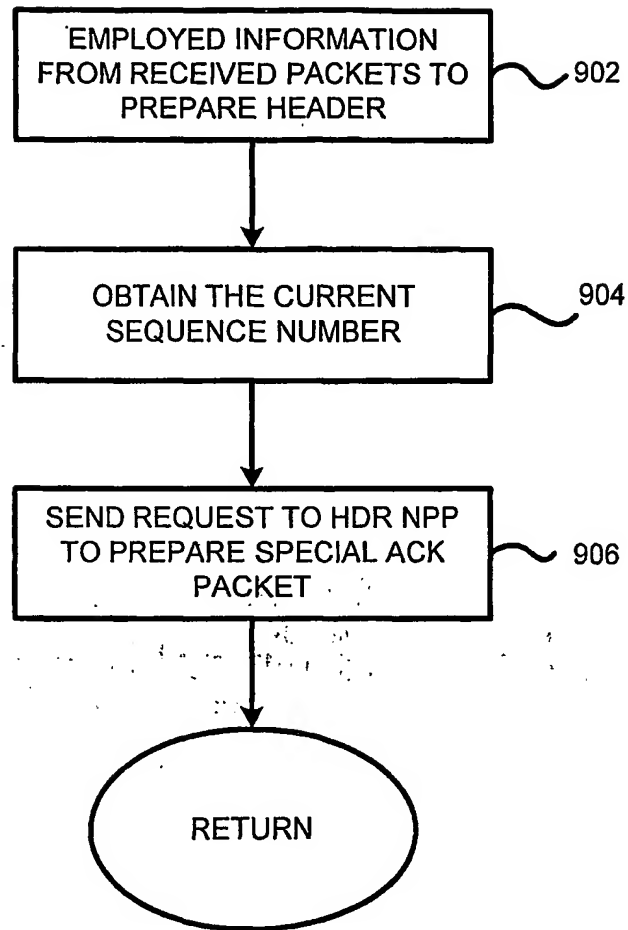 EMPLOYED INFORMATION
FROM RECEIVED PACKETS TO
PREPARE HEADER
902
OBTAIN THE CURRENT
SEQUENCE NUMBER
904
SEND REQUEST TO HDR NPP
TO PREPARE SPECIAL ACK
PACKET
906
RETURN